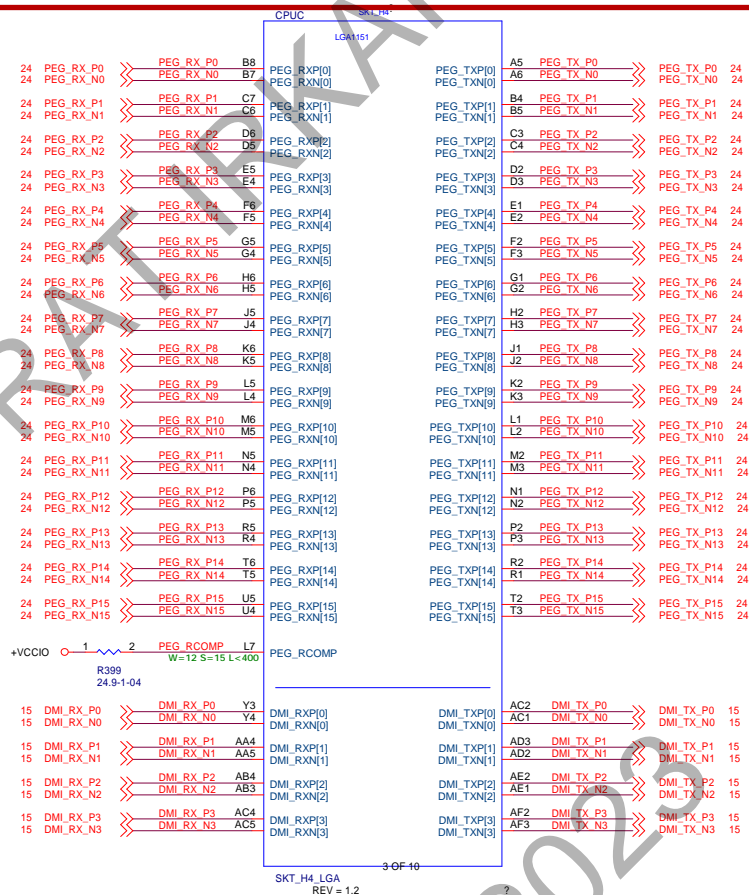 CPUC SKT_H4
LGA1151
24 PEG_RX_P0 PEG_RX_P0 B8 PEG_RXP[0] PEG_TXP[0] A5 PEG_TX_P0 PEG_TX_P0 24
24 PEG_RX_N0 PEG_RX_N0 B7 PEG_RXN[0] PEG_TXN[0] A6 PEG_TX_N0 PEG_TX_N0 24
24 PEG_RX_P1 PEG_RX_P1 C7 PEG_RXP[1] PEG_TXP[1] B4 PEG_TX_P1 PEG_TX_P1 24
24 PEG_RX_N1 PEG_RX_N1 C6 PEG_RXN[1] PEG_TXN[1] B5 PEG_TX_N1 PEG_TX_N1 24
24 PEG_RX_P2 PEG_RX_P2 D6 PEG_RXP[2] PEG_TXP[2] C3 PEG_TX_P2 PEG_TX_P2 24
24 PEG_RX_N2 PEG_RX_N2 D5 PEG_RXN[2] PEG_TXN[2] C4 PEG_TX_N2 PEG_TX_N2 24
24 PEG_RX_P3 PEG_RX_P3 E5 PEG_RXP[3] PEG_TXP[3] D2 PEG_TX_P3 PEG_TX_P3 24
24 PEG_RX_N3 PEG_RX_N3 E4 PEG_RXN[3] PEG_TXN[3] D3 PEG_TX_N3 PEG_TX_N3 24
24 PEG_RX_P4 PEG_RX_P4 F6 PEG_RXP[4] PEG_TXP[4] E1 PEG_TX_P4 PEG_TX_P4 24
24 PEG_RX_N4 PEG_RX_N4 F5 PEG_RXN[4] PEG_TXN[4] E2 PEG_TX_N4 PEG_TX_N4 24
24 PEG_RX_P5 PEG_RX_P5 G5 PEG_RXP[5] PEG_TXP[5] F2 PEG_TX_P5 PEG_TX_P5 24
24 PEG_RX_N5 PEG_RX_N5 G4 PEG_RXN[5] PEG_TXN[5] F3 PEG_TX_N5 PEG_TX_N5 24
24 PEG_RX_P6 PEG_RX_P6 H6 PEG_RXP[6] PEG_TXP[6] G1 PEG_TX_P6 PEG_TX_P6 24
24 PEG_RX_N6 PEG_RX_N6 H5 PEG_RXN[6] PEG_TXN[6] G2 PEG_TX_N6 PEG_TX_N6 24
24 PEG_RX_P7 PEG_RX_P7 J5 PEG_RXP[7] PEG_TXP[7] H2 PEG_TX_P7 PEG_TX_P7 24
24 PEG_RX_N7 PEG_RX_N7 J4 PEG_RXN[7] PEG_TXN[7] H3 PEG_TX_N7 PEG_TX_N7 24
24 PEG_RX_P8 PEG_RX_P8 K6 PEG_RXP[8] PEG_TXP[8] J1 PEG_TX_P8 PEG_TX_P8 24
24 PEG_RX_N8 PEG_RX_N8 K5 PEG_RXN[8] PEG_TXN[8] J2 PEG_TX_N8 PEG_TX_N8 24
24 PEG_RX_P9 PEG_RX_P9 L5 PEG_RXP[9] PEG_TXP[9] K2 PEG_TX_P9 PEG_TX_P9 24
24 PEG_RX_N9 PEG_RX_N9 L4 PEG_RXN[9] PEG_TXN[9] K3 PEG_TX_N9 PEG_TX_N9 24
24 PEG_RX_P10 PEG_RX_P10 M6 PEG_RXP[10] PEG_TXP[10] L1 PEG_TX_P10 PEG_TX_P10 24
24 PEG_RX_N10 PEG_RX_N10 M5 PEG_RXN[10] PEG_TXN[10] L2 PEG_TX_N10 PEG_TX_N10 24
24 PEG_RX_P11 PEG_RX_P11 N5 PEG_RXP[11] PEG_TXP[11] M2 PEG_TX_P11 PEG_TX_P11 24
24 PEG_RX_N11 PEG_RX_N11 N4 PEG_RXN[11] PEG_TXN[11] M3 PEG_TX_N11 PEG_TX_N11 24
24 PEG_RX_P12 PEG_RX_P12 P6 PEG_RXP[12] PEG_TXP[12] N1 PEG_TX_P12 PEG_TX_P12 24
24 PEG_RX_N12 PEG_RX_N12 P5 PEG_RXN[12] PEG_TXN[12] N2 PEG_TX_N12 PEG_TX_N12 24
24 PEG_RX_P13 PEG_RX_P13 R5 PEG_RXP[13] PEG_TXP[13] P2 PEG_TX_P13 PEG_TX_P13 24
24 PEG_RX_N13 PEG_RX_N13 R4 PEG_RXN[13] PEG_TXN[13] P3 PEG_TX_N13 PEG_TX_N13 24
24 PEG_RX_P14 PEG_RX_P14 T6 PEG_RXP[14] PEG_TXP[14] R2 PEG_TX_P14 PEG_TX_P14 24
24 PEG_RX_N14 PEG_RX_N14 T5 PEG_RXN[14] PEG_TXN[14] R1 PEG_TX_N14 PEG_TX_N14 24
24 PEG_RX_P15 PEG_RX_P15 U5 PEG_RXP[15] PEG_TXP[15] T2 PEG_TX_P15 PEG_TX_P15 24
24 PEG_RX_N15 PEG_RX_N15 U4 PEG_RXN[15] PEG_TXN[15] T3 PEG_TX_N15 PEG_TX_N15 24
+VCCIO 1 2 PEG_RCOMP L7 PEG_RCOMP
W=12 S=15 L<400
R399
24.9-1-04
15 DMI_RX_P0 DMI_RX_P0 Y3 DMI_RXP[0] DMI_TXP[0] AC2 DMI_TX_P0 DMI_TX_P0 15
15 DMI_RX_N0 DMI_RX_N0 Y4 DMI_RXN[0] DMI_TXN[0] AC1 DMI_TX_N0 DMI_TX_N0 15
15 DMI_RX_P1 DMI_RX_P1 AA4 DMI_RXP[1] DMI_TXP[1] AD3 DMI_TX_P1 DMI_TX_P1 15
15 DMI_RX_N1 DMI_RX_N1 AA5 DMI_RXN[1] DMI_TXN[1] AD2 DMI_TX_N1 DMI_TX_N1 15
15 DMI_RX_P2 DMI_RX_P2 AB4 DMI_RXP[2] DMI_TXP[2] AE2 DMI_TX_P2 DMI_TX_P2 15
15 DMI_RX_N2 DMI_RX_N2 AB3 DMI_RXN[2] DMI_TXN[2] AE1 DMI_TX_N2 DMI_TX_N2 15
15 DMI_RX_P3 DMI_RX_P3 AC4 DMI_RXP[3] DMI_TXP[3] AF2 DMI_TX_P3 DMI_TX_P3 15
15 DMI_RX_N3 DMI_RX_N3 AC5 DMI_RXN[3] DMI_TXN[3] AF3 DMI_TX_N3 DMI_TX_N3 15
3 OF 10
SKT_H4_LGA
REV = 1.2 ?